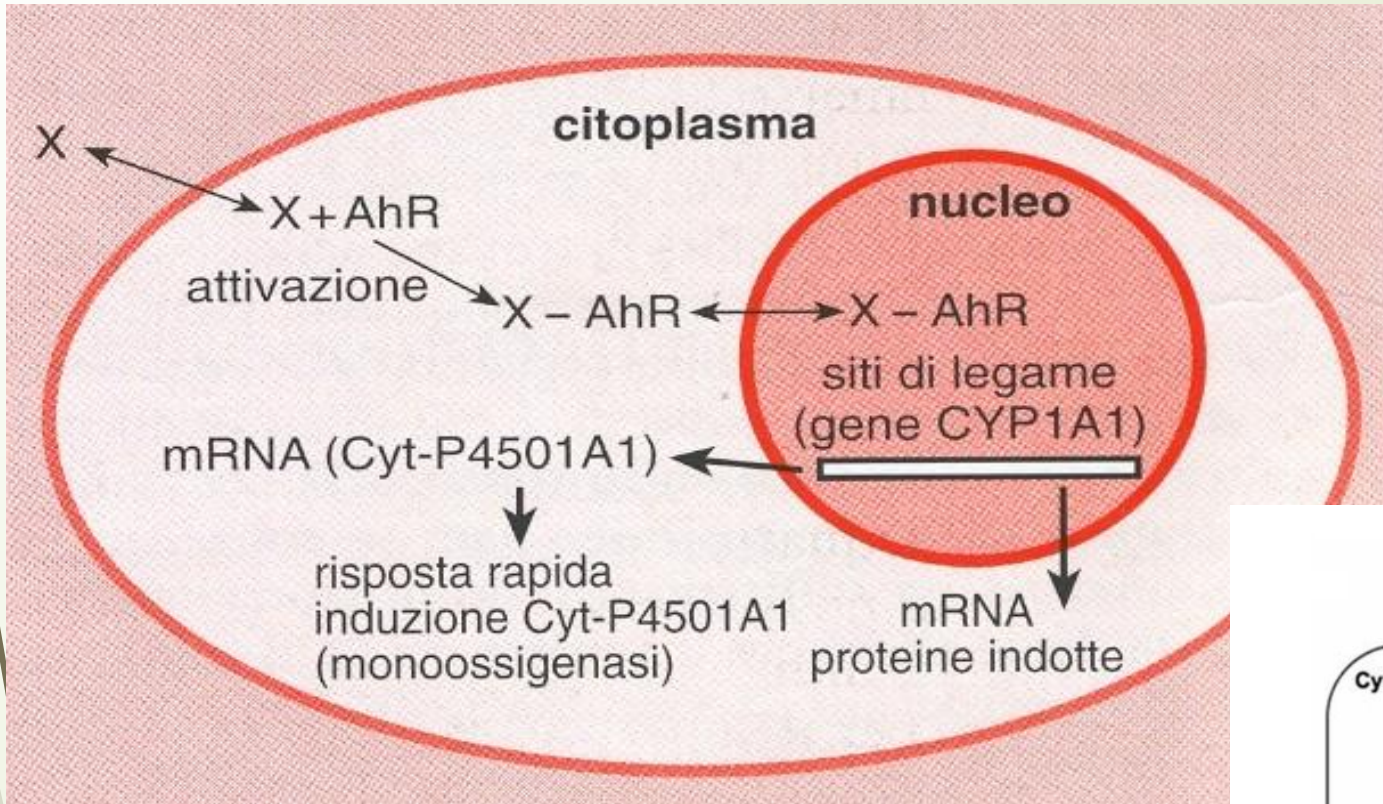 citoplasma
nucleo
X
X + AhR
attivazione
X – AhR
X – AhR
siti di legame
(gene CYP1A1)
mRNA (Cyt-P4501A1)
risposta rapida
induzione Cyt-P4501A1
(monoossigenasi)
mRNA
proteine indotte
Cy